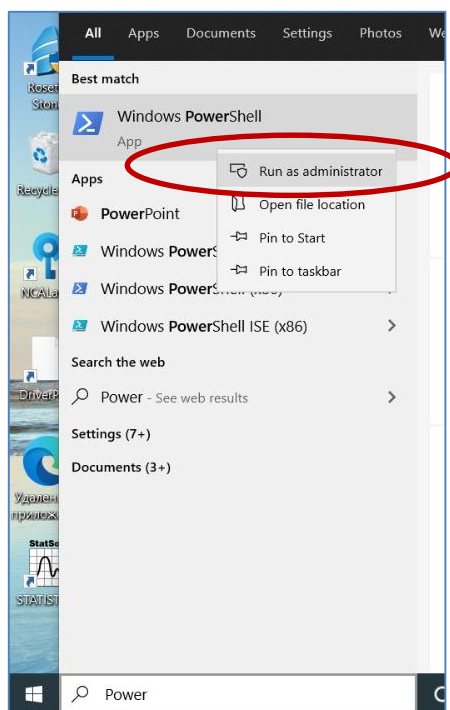 All Apps Documents Settings Photos We
Best match
Windows PowerShell
App
Run as administrator
Open file location
Pin to Start
Pin to taskbar
Apps
PowerPoint
Windows PowerS
Windows PowerShell (x86)
Windows PowerShell ISE (x86)
Search the web
Power - See web results
Settings (7+)
Documents (3+)
Roset
Ston
Recycle
NCALa
DriverP
Удален
прилож
StatSo
STATIST
Power